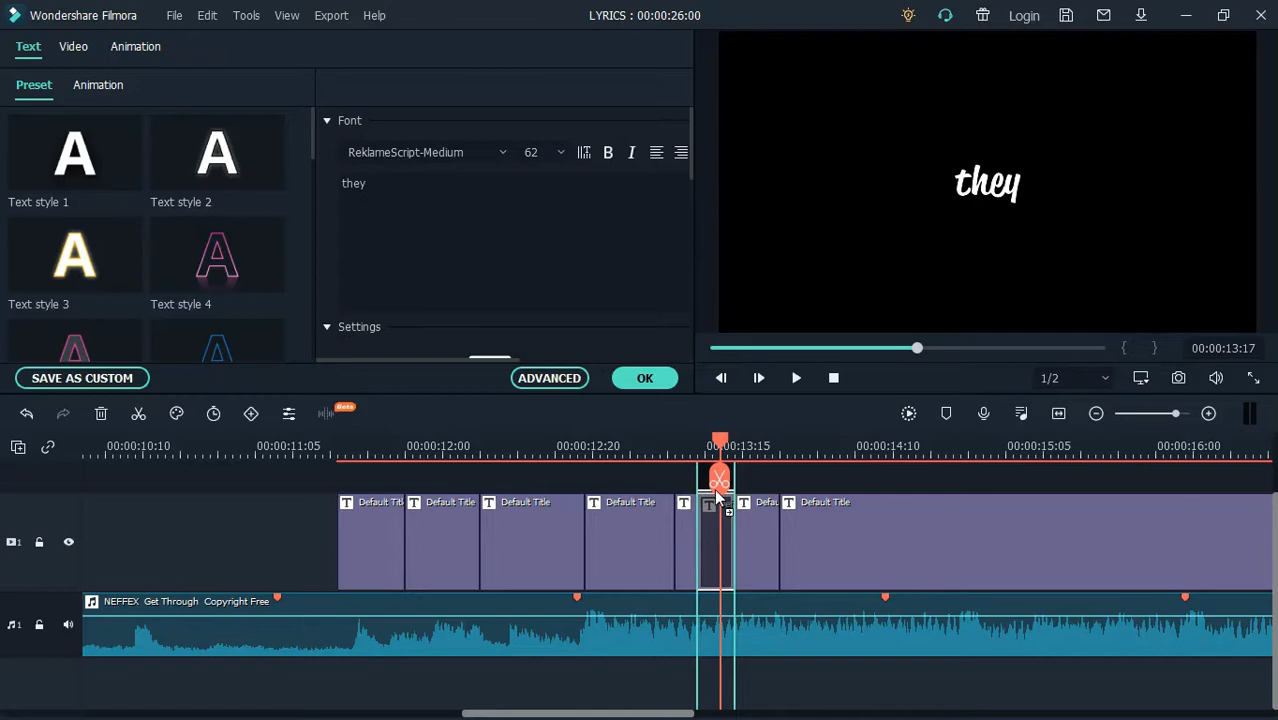 Wondershare Filmora File Edit Tools View Export Help LYRICS : 00:00:26:00 Login
Text Video Animation
Preset Animation
Font
ReklameScript-Medium 62 B I
they
A A
Text style 1 Text style 2
A A
Text style 3 Text style 4
Settings
A A
SAVE AS CUSTOM ADVANCED OK
they
{ } 00:00:13:17
1/2
Beta
00:00:10:10 00:00:11:05 00:00:12:00 00:00:12:20 00:00:13:15 00:00:14:10 00:00:15:05 00:00:16:00
T Default Titl T Default Title T Default Title T Default Title T T T Defau T Default Title
1
NEFFEX Get Through Copyright Free
1